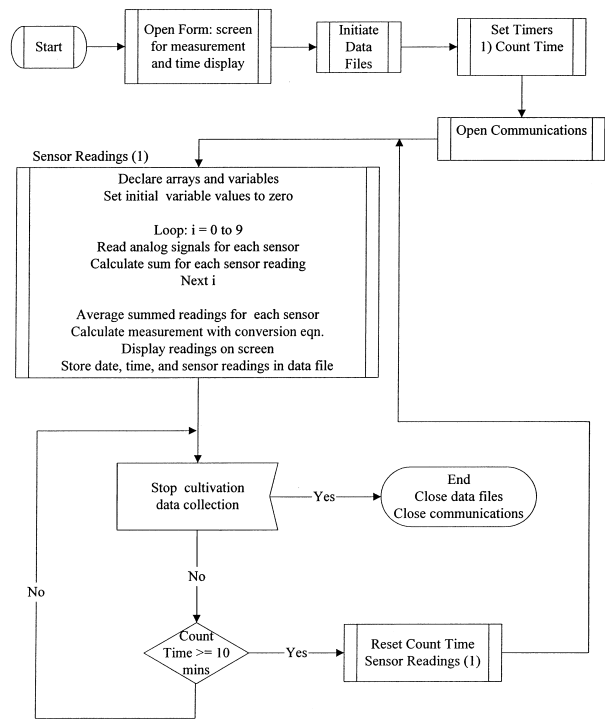 Start
Open Form: screen
for measurement
and time display
Initiate
Data
Files
Set Timers
1) Count Time
Open Communications
Sensor Readings (1)
Declare arrays and variables
Set initial variable values to zero
Loop: i = 0 to 9
Read analog signals for each sensor
Calculate sum for each sensor reading
Next i
Average summed readings for each sensor
Calculate measurement with conversion eqn.
Display readings on screen
Store date, time, and sensor readings in data file
Stop cultivation
data collection
Yes
End
Close data files
Close communications
No
No
Count
Time >= 10
mins
Yes
Reset Count Time
Sensor Readings (1)